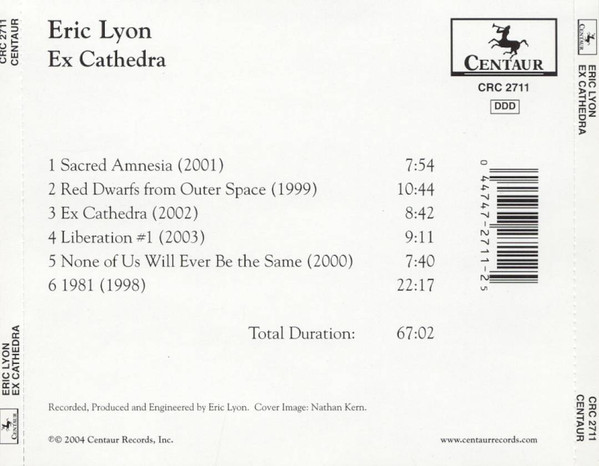 CRC 2711
CENTAUR
Eric Lyon
Ex Cathedra
CENTAUR
CRC 2711
DDD
CENTAUR
ERIC LYON
EX CATHEDRA
1 Sacred Amnesia (2001) 7:54
2 Red Dwarfs from Outer Space (1999) 10:44
3 Ex Cathedra (2002) 8:42
4 Liberation #1 (2003) 9:11
5 None of Us Will Ever Be the Same (2000) 7:40
6 1981 (1998) 22:17
Total Duration: 67:02
0 44747-2711-2 5
Recorded, Produced and Engineered by Eric Lyon. Cover Image: Nathan Kern.
℗© 2004 Centaur Records, Inc.
www.centaurrecords.com
ERIC LYON
EX CATHEDRA
CENTAUR
CRC 2711
CENTAUR